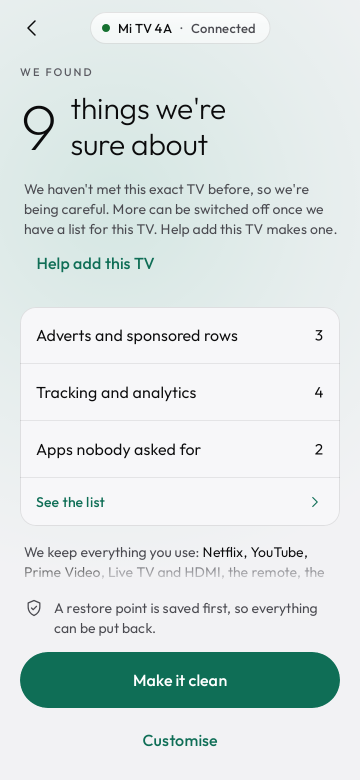 Mi TV 4A · Connected
WE FOUND
9 things we're
sure about
We haven't met this exact TV before, so we're
being careful. More can be switched off once we
have a list for this TV. Help add this TV makes one.
Help add this TV
Adverts and sponsored rows 3
Tracking and analytics 4
Apps nobody asked for 2
See the list
We keep everything you use: Netflix, YouTube,
Prime Video, Live TV and HDMI, the remote, the
A restore point is saved first, so everything
can be put back.
Make it clean
Customise